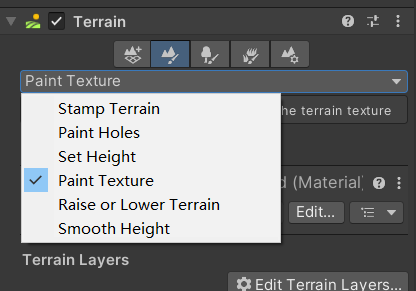 Terrain
Paint Texture
Stamp Terrain
he terrain texture
Paint Holes
Set Height
Paint Texture
d (Material)
Raise or Lower Terrain
Edit...
Smooth Height
Terrain Layers
Edit Terrain Layers...